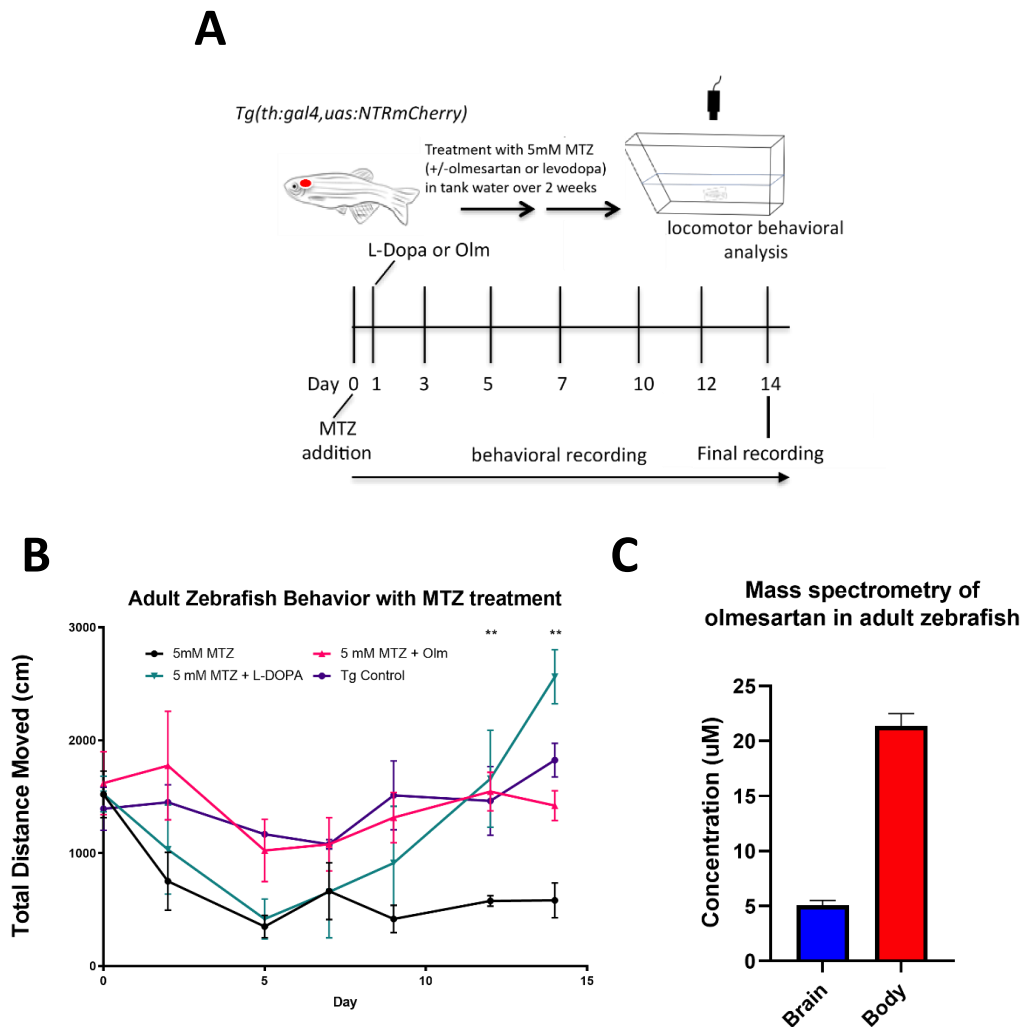 A
Tg(th:gal4,uas:NTRmCherry)
Treatment with 5mM MTZ
(+/-olmesartan or levodopa)
in tank water over 2 weeks
locomotor behavioral
analysis
L-Dopa or Olm
Day 0 1 3 5 7 10 12 14
MTZ
addition
behavioral recording
Final recording
B
Adult Zebrafish Behavior with MTZ treatment
Total Distance Moved (cm)
3000
2000
1000
0
5mM MTZ
5 mM MTZ + Olm
5 mM MTZ + L-DOPA
Tg Control
** **
0 5 10 15
Day
C
Mass spectrometry of
olmesartan in adult zebrafish
Concentration (uM)
25
20
15
10
5
0
Brain
Body